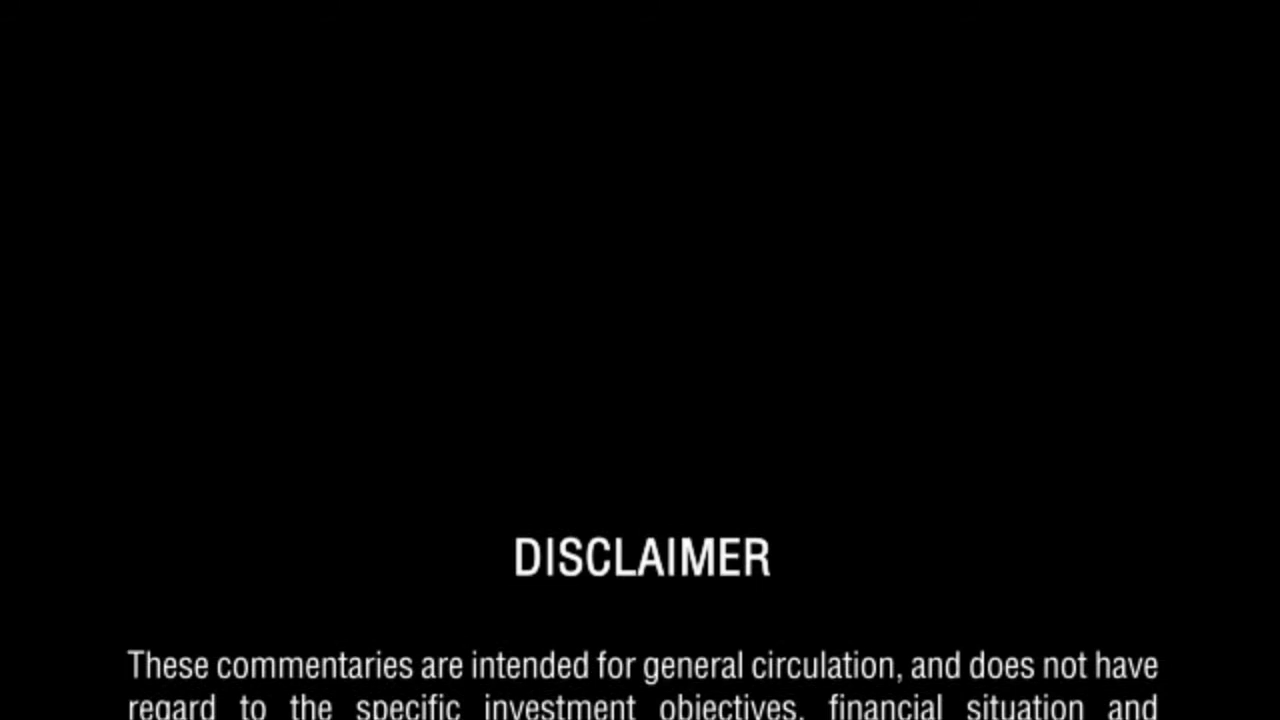 DISCLAIMER
These commentaries are intended for general circulation, and does not have
regard to the specific investment objectives, financial situation and